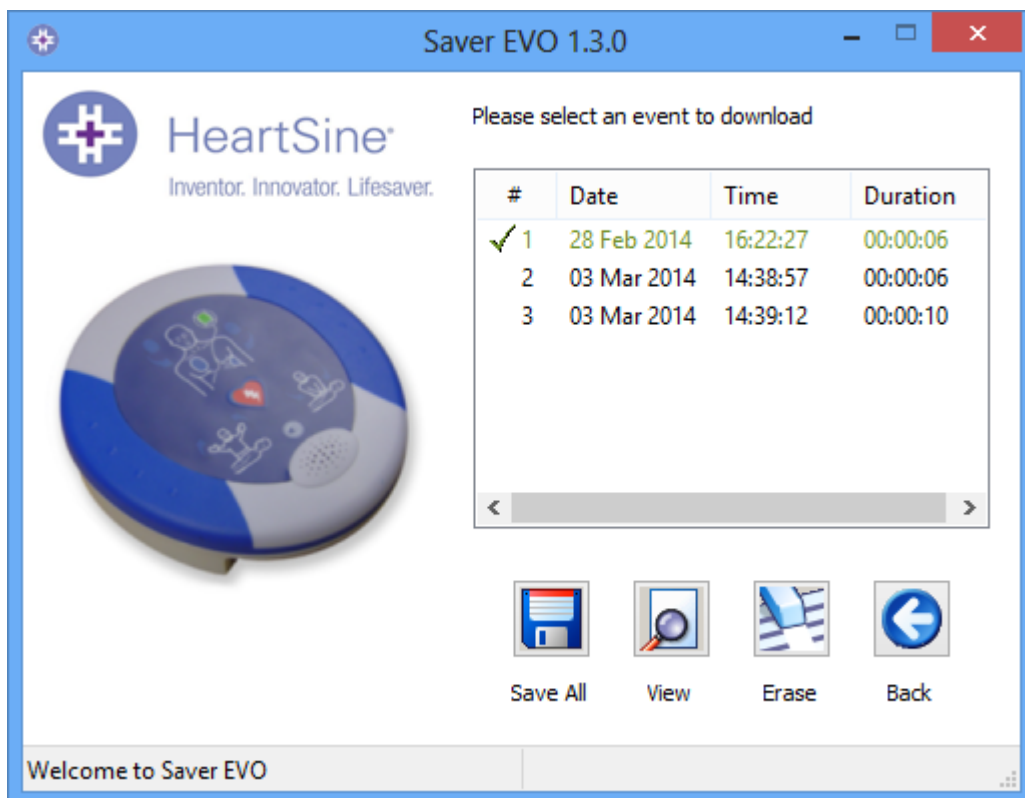 Saver EVO 1.3.0
HeartSine
Inventor. Innovator. Lifesaver.
Please select an event to download
# Date Time Duration
1 28 Feb 2014 16:22:27 00:00:06
2 03 Mar 2014 14:38:57 00:00:06
3 03 Mar 2014 14:39:12 00:00:10
Save All View Erase Back
Welcome to Saver EVO